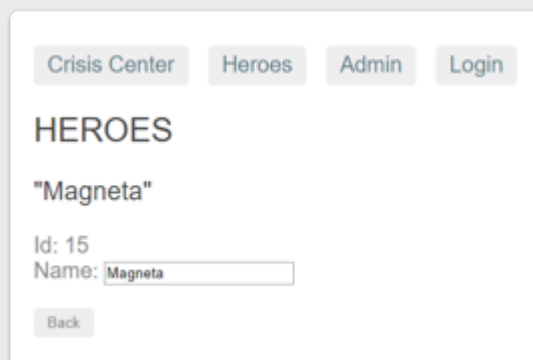 Crisis Center Heroes Admin Login
HEROES
"Magneta"
Id: 15
Name: Magneta
Back